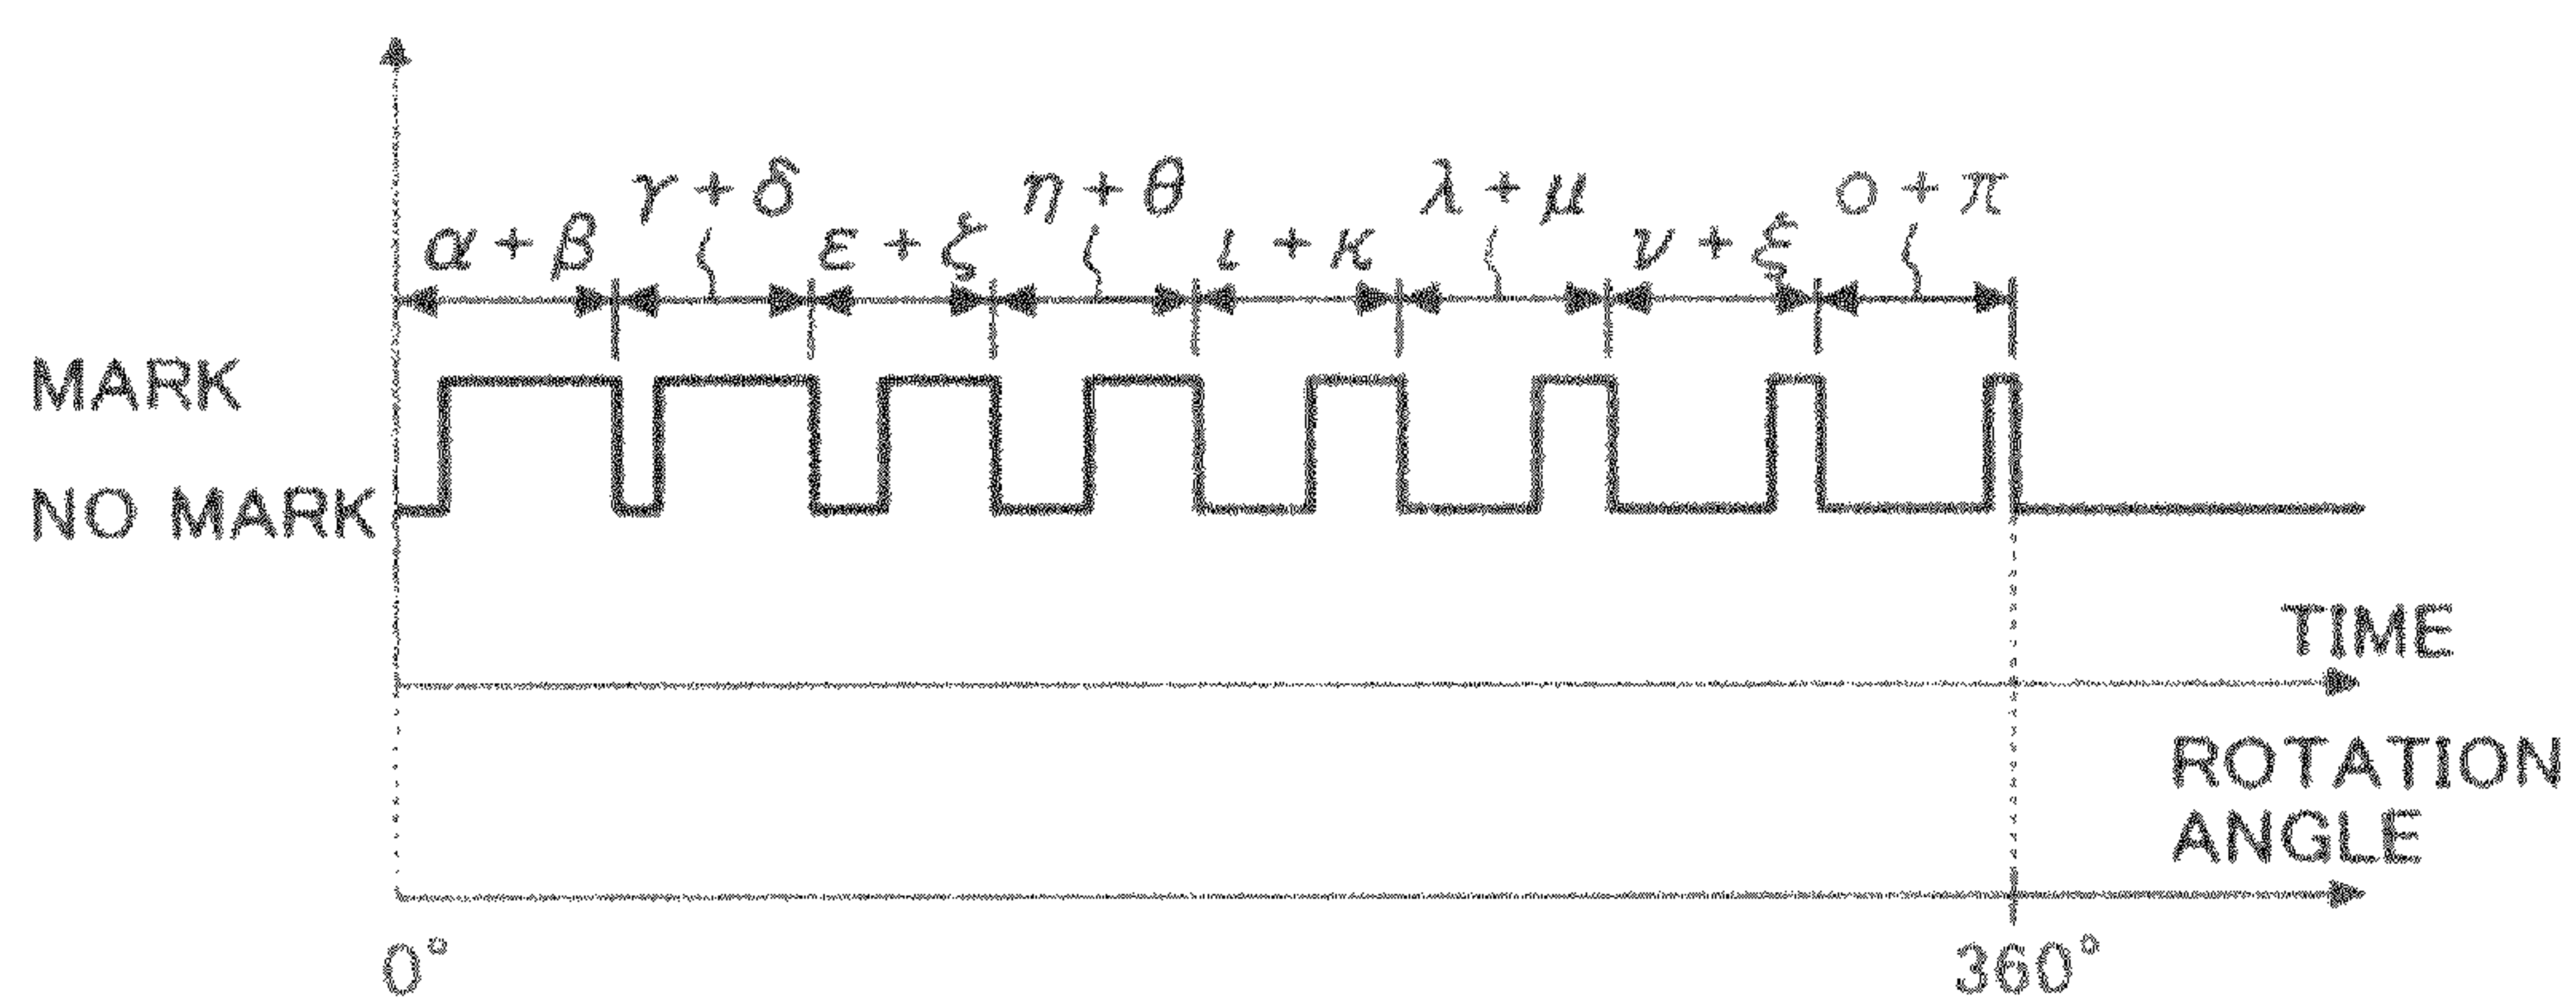 γ + δ η + θ λ + μ ο + π
α + β ε + ζ ι + κ ν + ξ
MARK
NO MARK
TIME
ROTATION
ANGLE
0° 360°